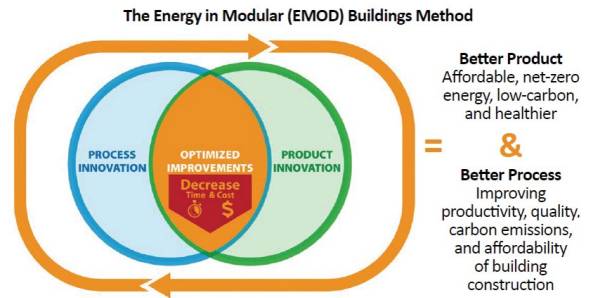 The Energy in Modular (EMOD) Buildings Method
PROCESS
INNOVATION
OPTIMIZED
IMPROVEMENTS
Decrease
Time & Cost
$
PRODUCT
INNOVATION
=
Better Product
Affordable, net-zero
energy, low-carbon,
and healthier
&
Better Process
Improving
productivity, quality,
carbon emissions,
and affordability
of building
construction